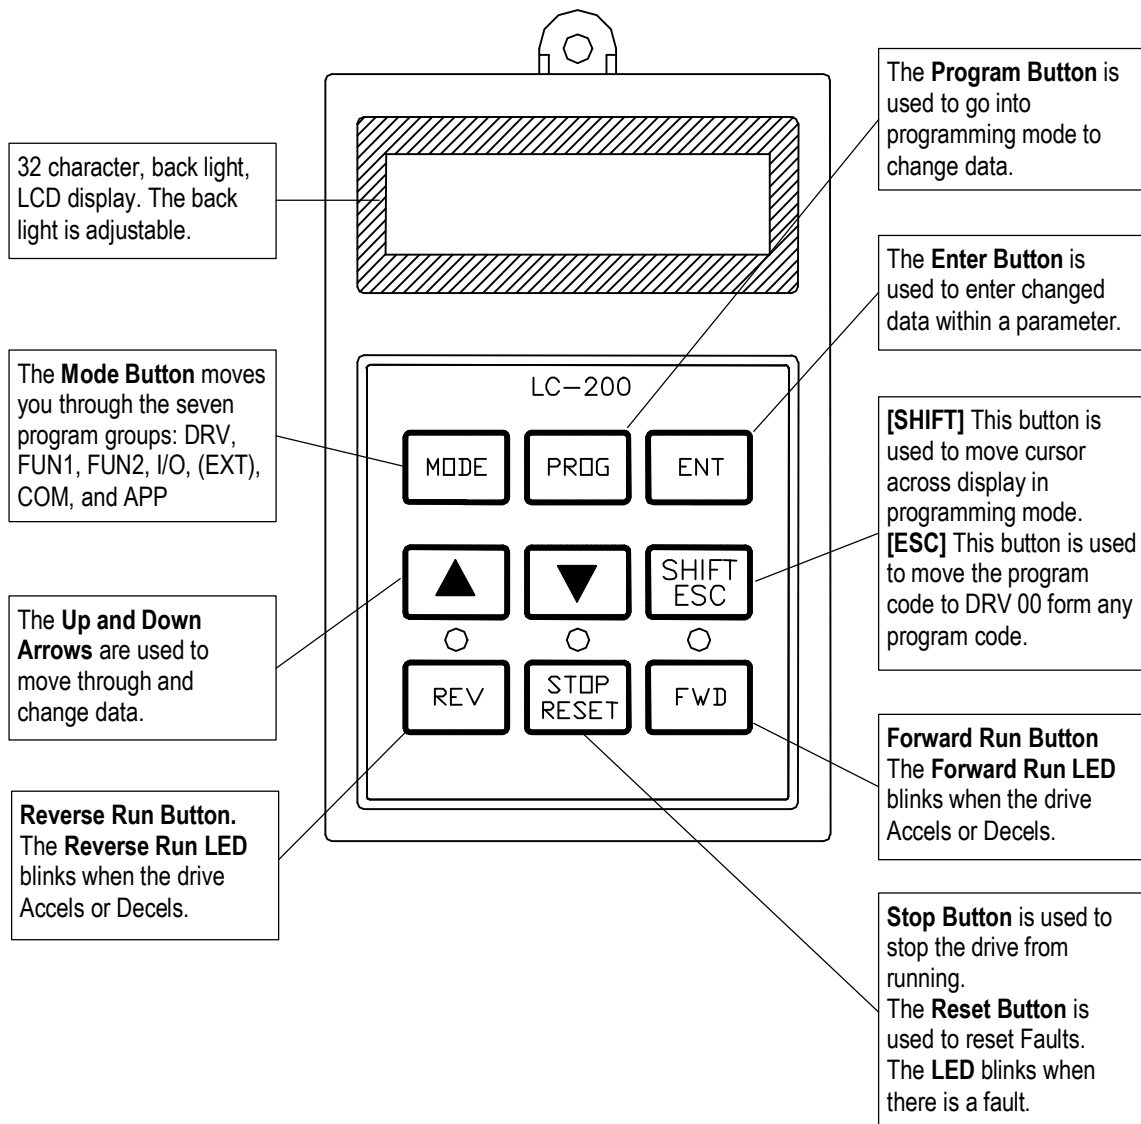 32 character, back light,
LCD display. The back
light is adjustable.
The Mode Button moves
you through the seven
program groups: DRV,
FUN1, FUN2, I/O, (EXT),
COM, and APP
The Up and Down
Arrows are used to
move through and
change data.
Reverse Run Button.
The Reverse Run LED
blinks when the drive
Accels or Decels.
LC-200
MODE
PROG
ENT
SHIFT
ESC
REV
STOP
RESET
FWD
The Program Button is
used to go into
programming mode to
change data.
The Enter Button is
used to enter changed
data within a parameter.
[SHIFT] This button is
used to move cursor
across display in
programming mode.
[ESC] This button is used
to move the program
code to DRV 00 form any
program code.
Forward Run Button
The Forward Run LED
blinks when the drive
Accels or Decels.
Stop Button is used to
stop the drive from
running.
The Reset Button is
used to reset Faults.
The LED blinks when
there is a fault.